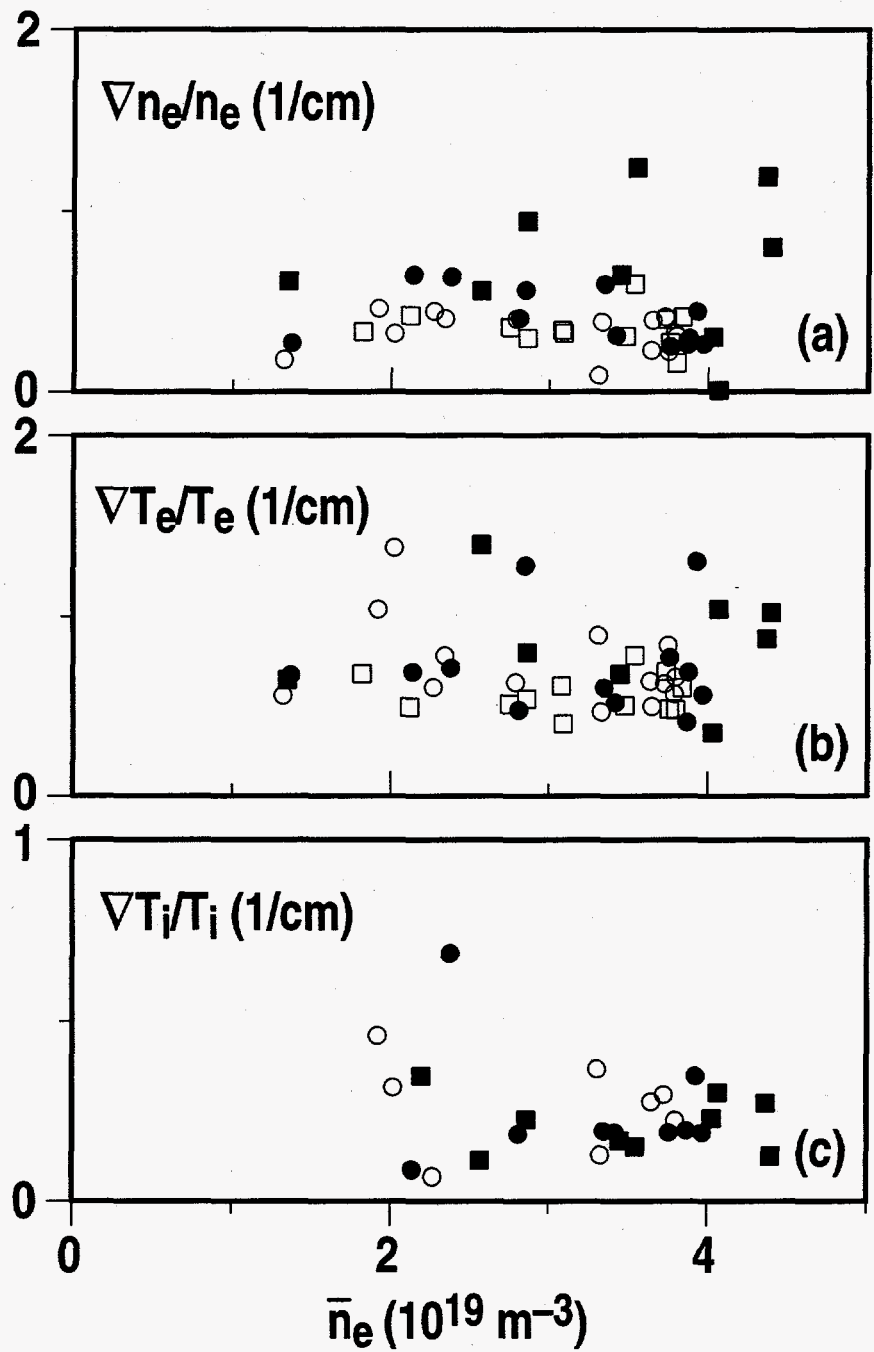 2
∇nₑ/nₑ (1/cm)
(a)
0
2
∇Tₑ/Tₑ (1/cm)
(b)
0
1
∇Tᵢ/Tᵢ (1/cm)
(c)
0
0 2 4
n̄ₑ (10¹⁹ m⁻³)